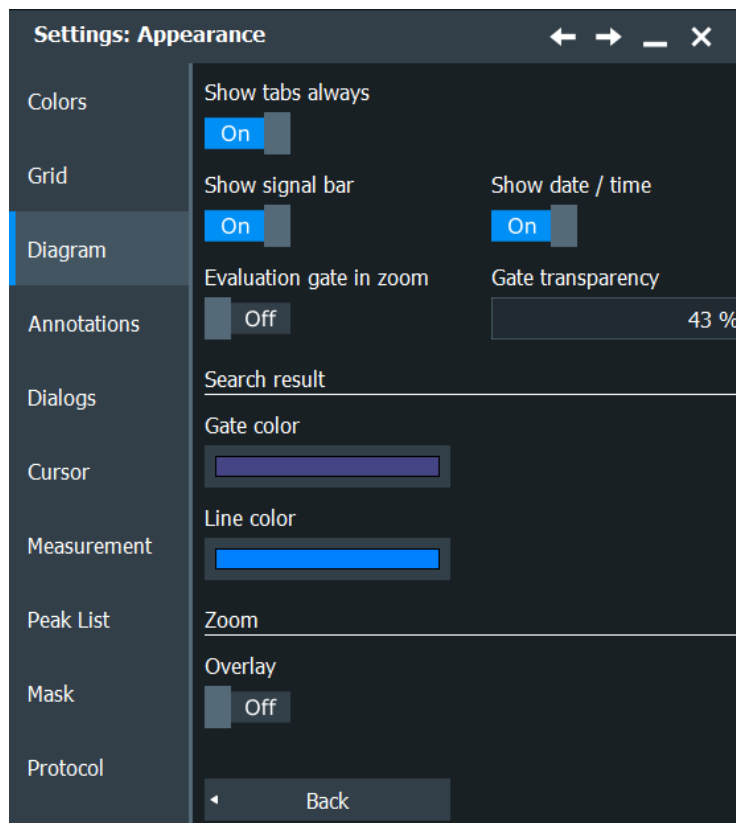 Settings: Appearance
Colors
Grid
Diagram
Annotations
Dialogs
Cursor
Measurement
Peak List
Mask
Protocol
Show tabs always
On
Show signal bar
Show date / time
On
On
Evaluation gate in zoom
Gate transparency
Off
43 %
Search result
Gate color
Line color
Zoom
Overlay
Off
Back